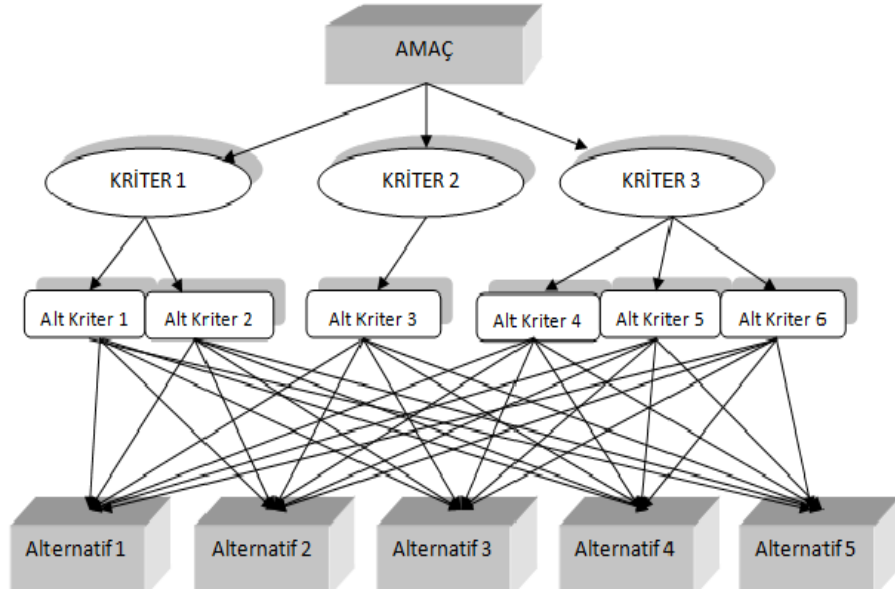 AMAÇ
KRİTER 1
KRİTER 2
KRİTER 3
Alt Kriter 1
Alt Kriter 2
Alt Kriter 3
Alt Kriter 4
Alt Kriter 5
Alt Kriter 6
Alternatif 1
Alternatif 2
Alternatif 3
Alternatif 4
Alternatif 5